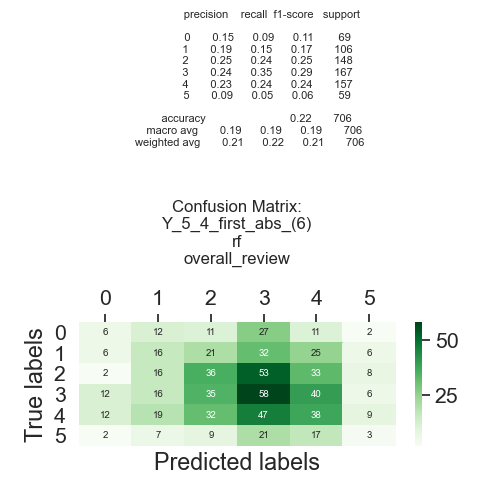 precision recall f1-score support
0 0.15 0.09 0.11 69
1 0.19 0.15 0.17 106
2 0.25 0.24 0.25 148
3 0.24 0.35 0.29 167
4 0.23 0.24 0.24 157
5 0.09 0.05 0.06 59
accuracy 0.22 706
macro avg 0.19 0.19 0.19 706
weighted avg 0.21 0.22 0.21 706
Confusion Matrix:
Y_5_4_first_abs_(6)
rf
overall_review
0 1 2 3 4 5
0 6 12 11 27 11 2
1 6 16 21 32 25 6
2 2 16 36 53 33 8
3 12 16 35 58 40 6
4 12 19 32 47 38 9
5 2 7 9 21 17 3
True labels
Predicted labels
50
25